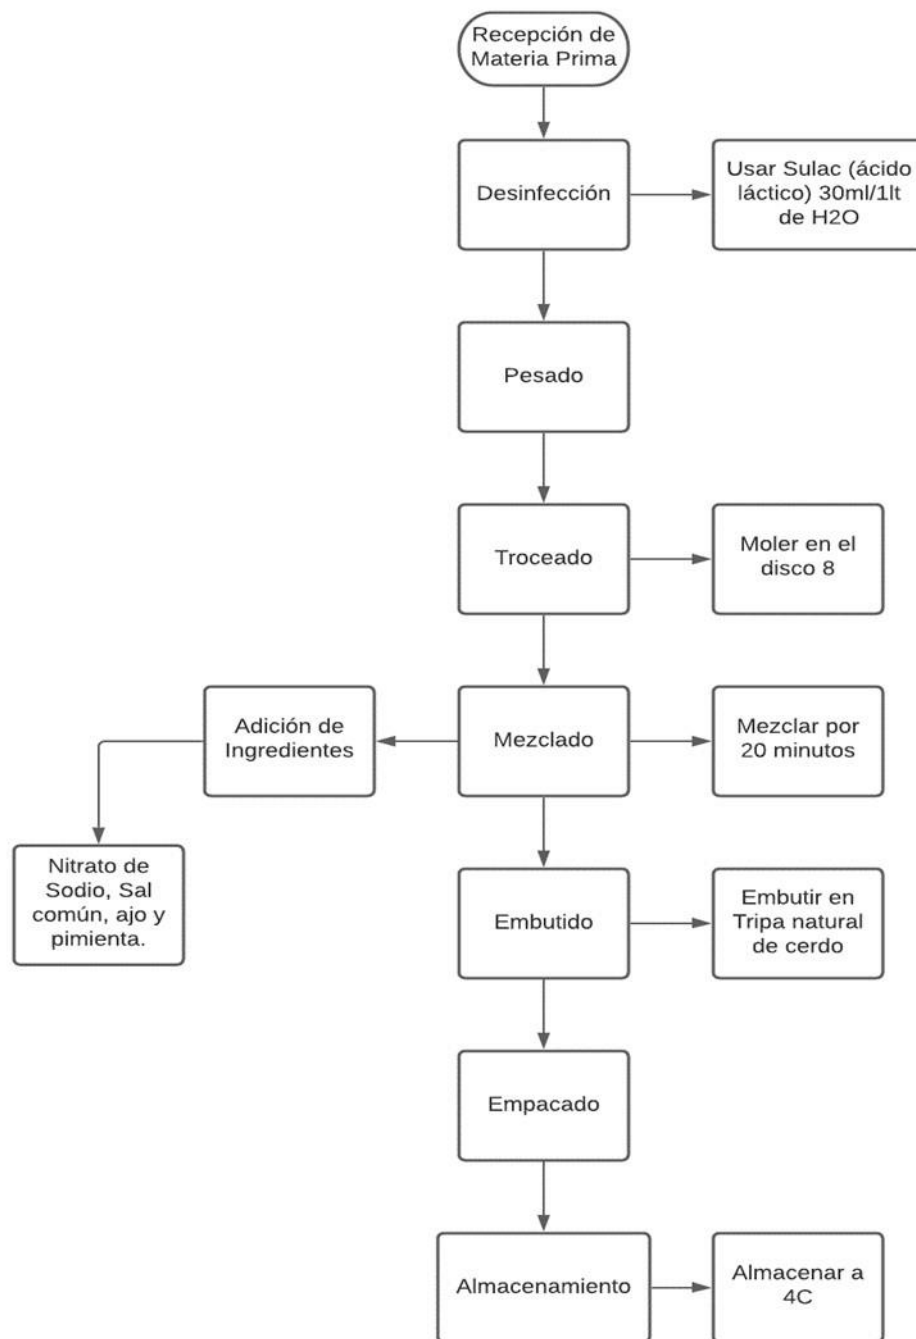 Recepción de
Materia Prima
Desinfección
Usar Sulac (ácido
láctico) 30ml/1lt
de H2O
Pesado
Troceado
Moler en el
disco 8
Adición de
Ingredientes
Mezclado
Mezclar por
20 minutos
Nitrato de
Sodio, Sal
común, ajo y
pimienta.
Embutido
Embutir en
Tripa natural
de cerdo
Empacado
Almacenamiento
Almacenar a
4C